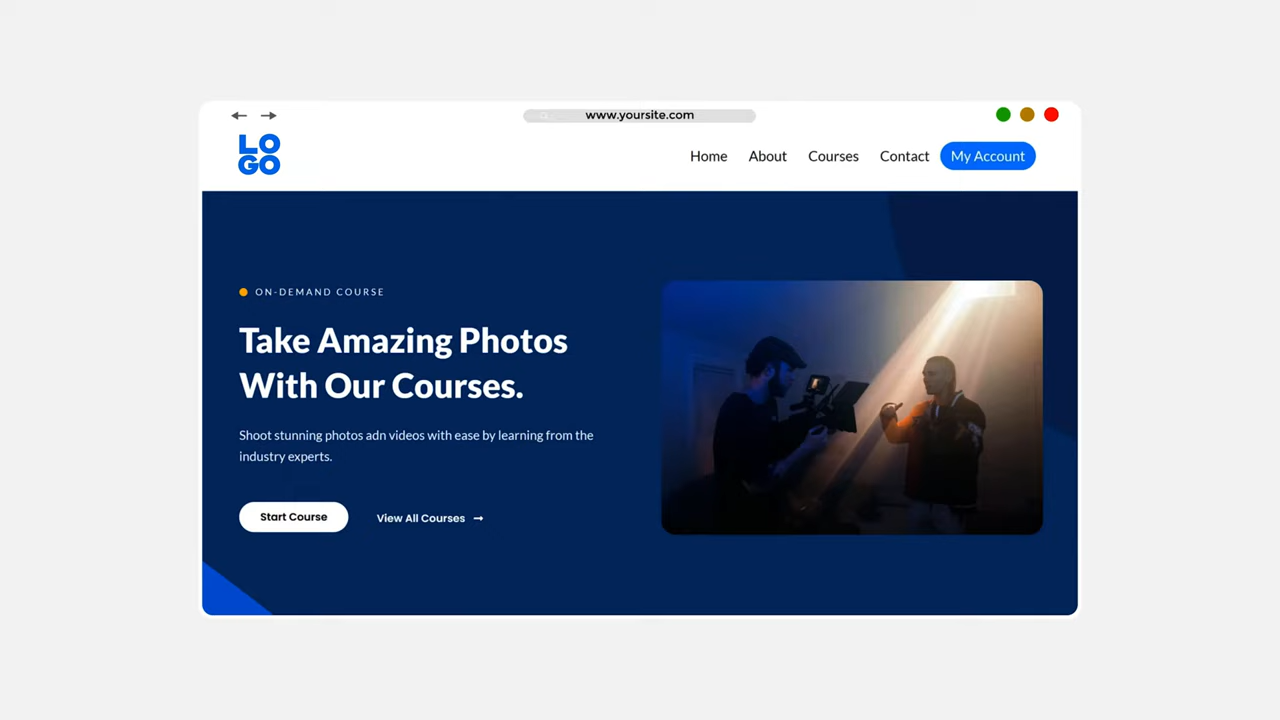 www.yoursite.com
LO
GO
Home About Courses Contact My Account
ON-DEMAND COURSE
Take Amazing Photos
With Our Courses.
Shoot stunning photos adn videos with ease by learning from the
industry experts.
Start Course View All Courses →